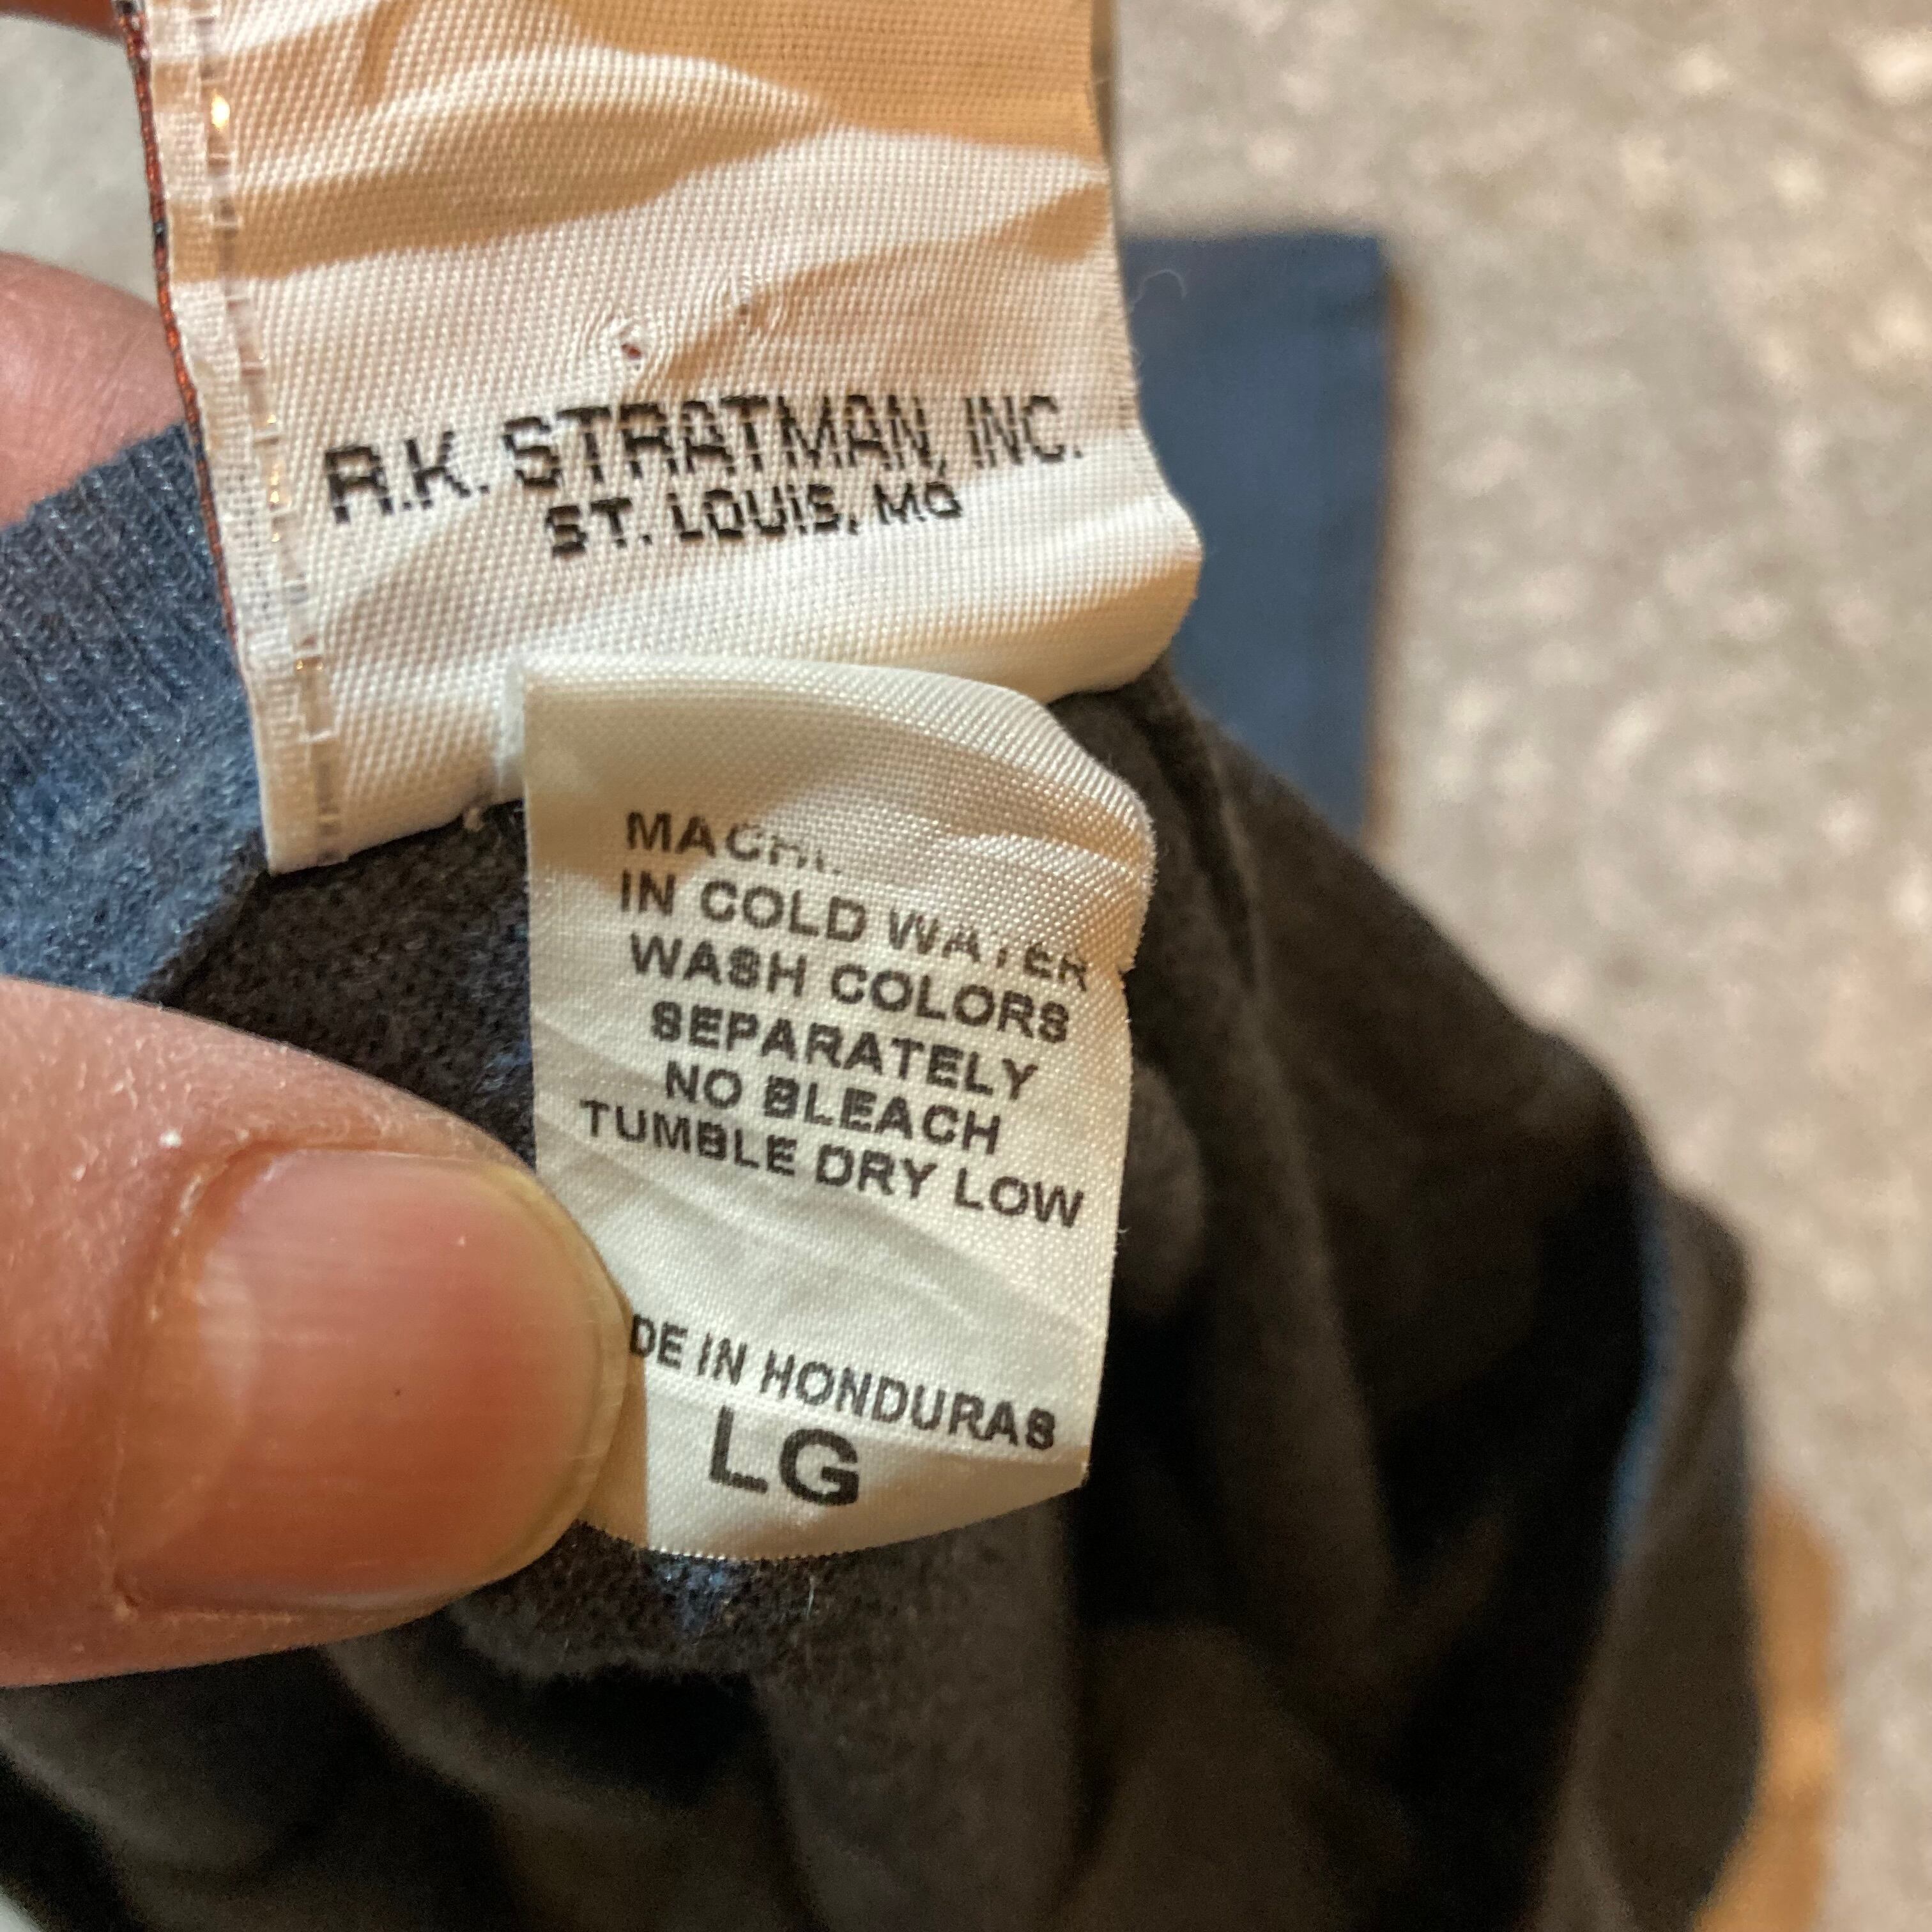 R.K. STRATMAN, INC.
ST. LOUIS, MO
MACHI
IN COLD WATER
WASH COLORS
SEPARATELY
NO BLEACH
TUMBLE DRY LOW
DE IN HONDURAS
LG